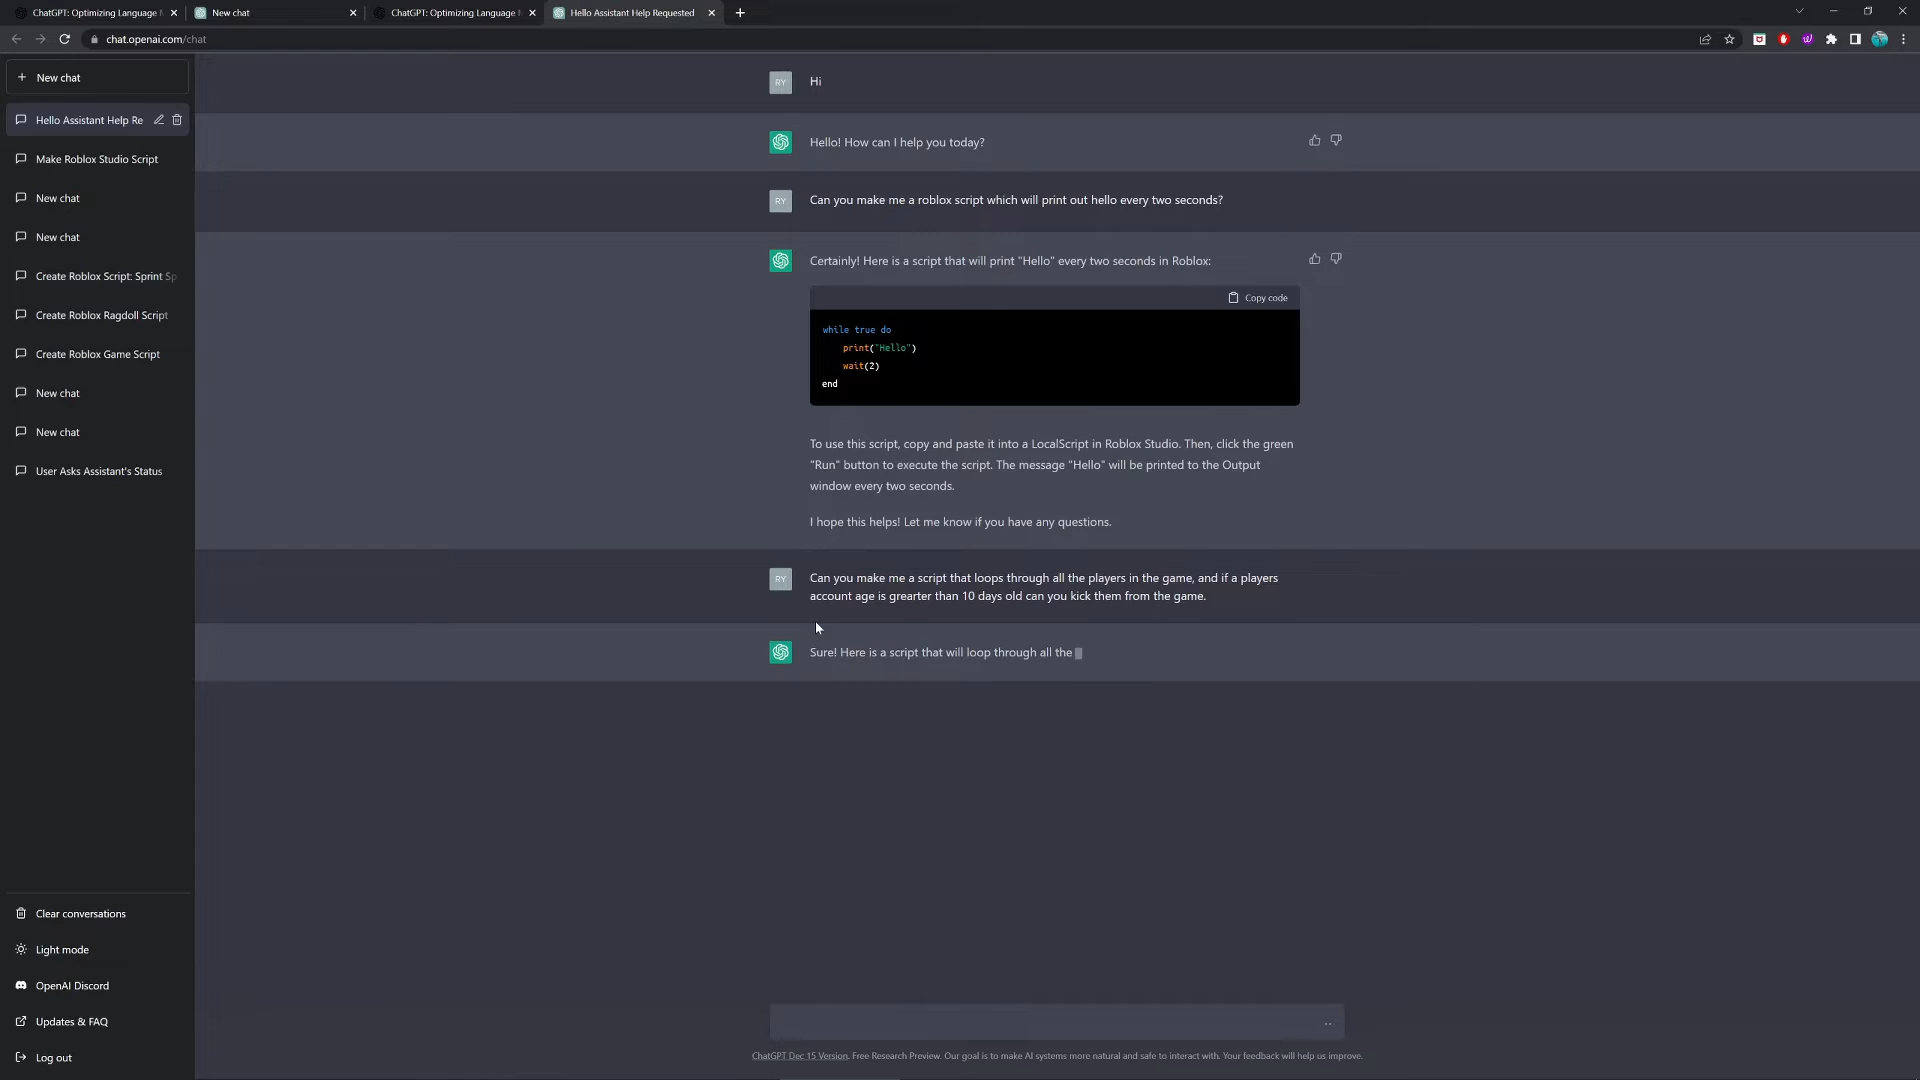 ChatGPT: Optimizing Language
New chat
ChatGPT: Optimizing Language
Hello Assistant Help Requested
chat.openai.com/chat
New chat
Hello Assistant Help Re
Make Roblox Studio Script
New chat
New chat
Create Roblox Script: Sprint Sp
Create Roblox Ragdoll Script
Create Roblox Game Script
New chat
New chat
User Asks Assistant's Status
Clear conversations
Light mode
OpenAI Discord
Updates & FAQ
Log out
RY
Hi
Hello! How can I help you today?
RY
Can you make me a roblox script which will print out hello every two seconds?
Certainly! Here is a script that will print "Hello" every two seconds in Roblox:
Copy code
while true do
print("Hello")
wait(2)
end
To use this script, copy and paste it into a LocalScript in Roblox Studio. Then, click the green
"Run" button to execute the script. The message "Hello" will be printed to the Output
window every two seconds.
I hope this helps! Let me know if you have any questions.
RY
Can you make me a script that loops through all the players in the game, and if a players
account age is grearter than 10 days old can you kick them from the game.
Sure! Here is a script that will loop through all the
ChatGPT Dec 15 Version. Free Research Preview. Our goal is to make AI systems more natural and safe to interact with. Your feedback will help us improve.